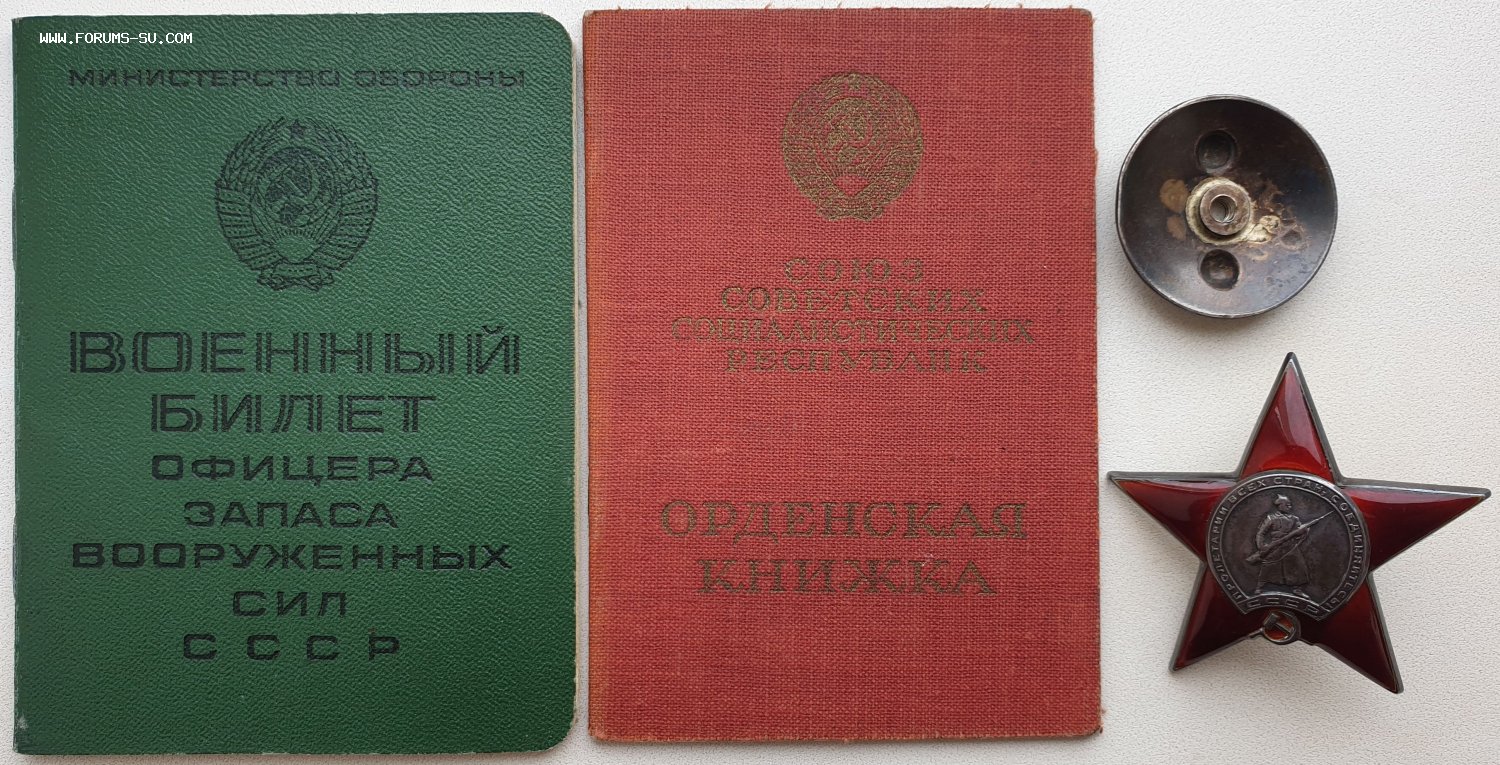 WWW.FORUMS-SU.COM
МИНИСТЕРСТВО ОБОРОНЫ
ВОЕННЫЙ
БИЛЕТ
ОФИЦЕРА
ЗАПАСА
ВООРУЖЕННЫХ
СИЛ
СССР
СОЮЗ
СОВЕТСКИХ
СОЦИАЛИСТИЧЕСКИХ
РЕСПУБЛИК
ОРДЕНСКАЯ
КНИЖКА
ПРОЛЕТАРИИ ВСЕХ СТРАН, СОЕДИНЯЙТЕСЬ!
СССР